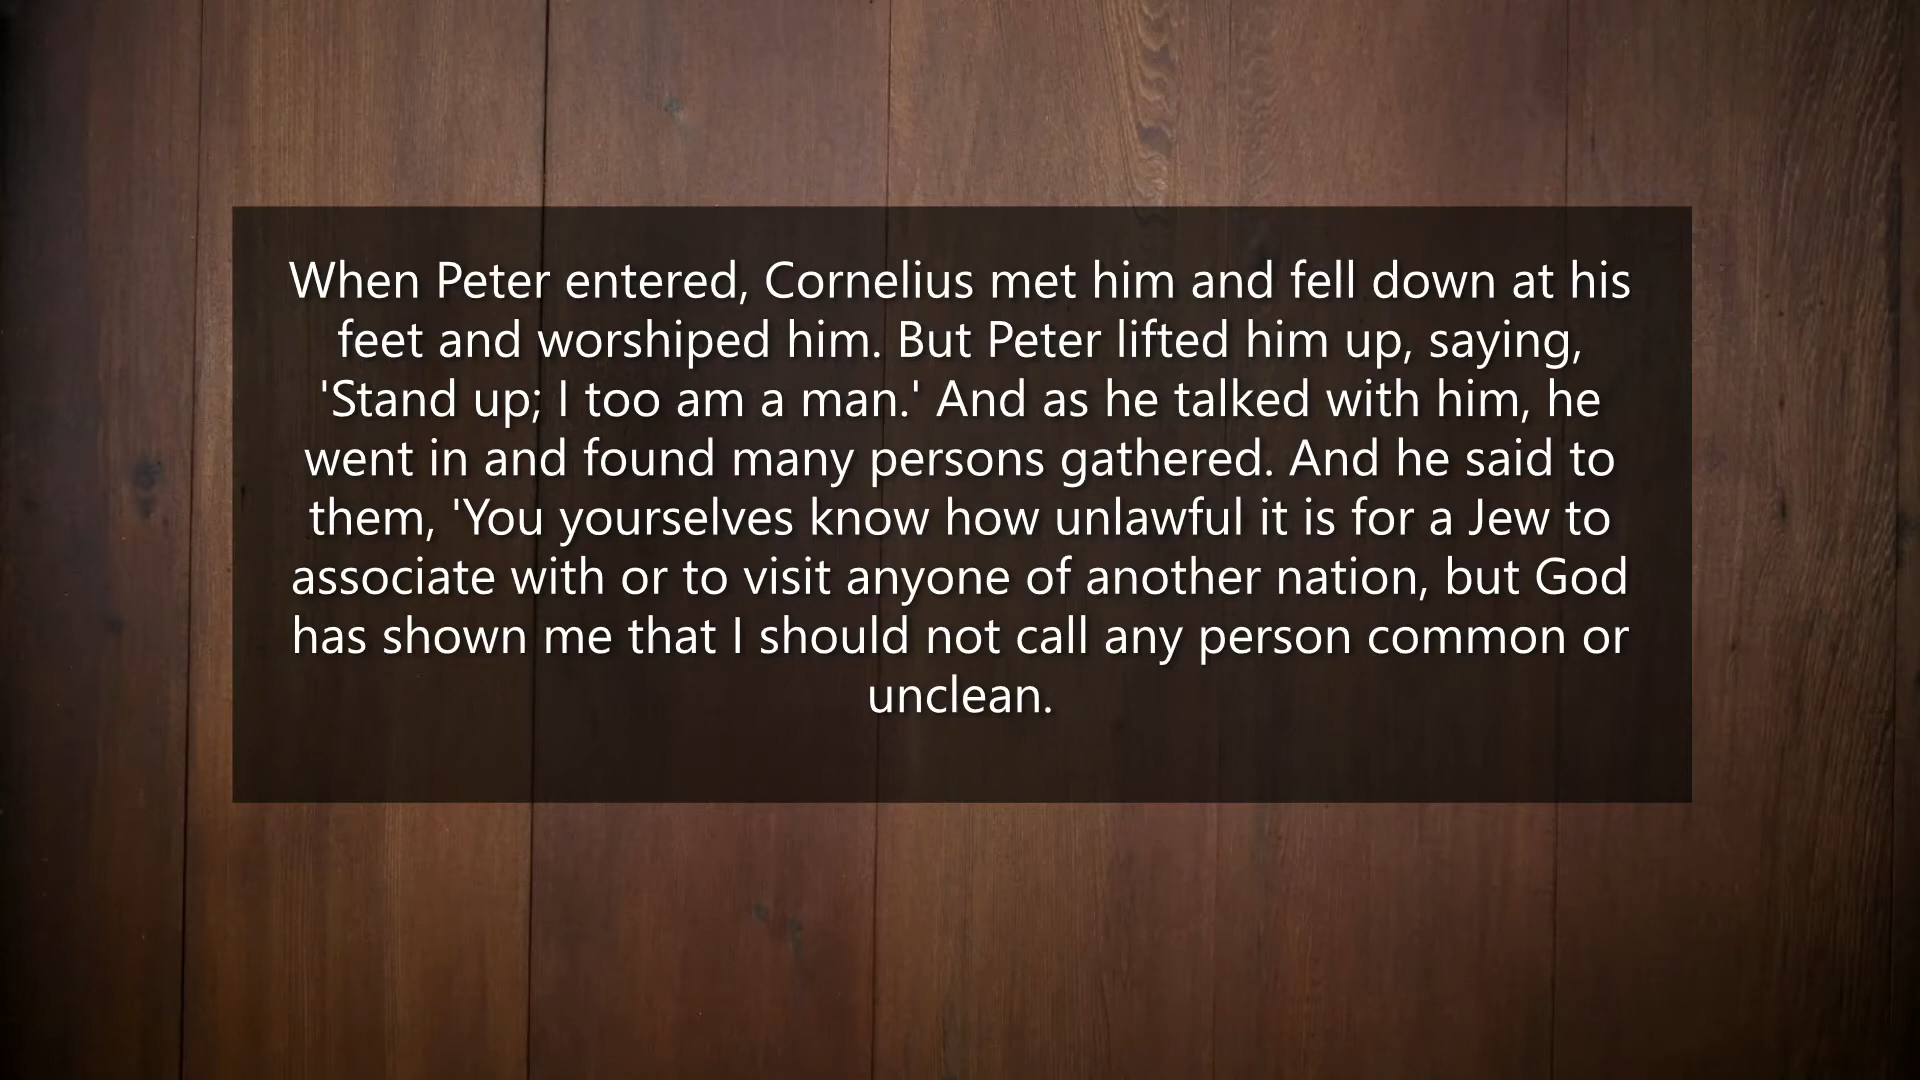 When Peter entered, Cornelius met him and fell down at his
feet and worshiped him. But Peter lifted him up, saying,
'Stand up; I too am a man.' And as he talked with him, he
went in and found many persons gathered. And he said to
them, 'You yourselves know how unlawful it is for a Jew to
associate with or to visit anyone of another nation, but God
has shown me that I should not call any person common or
unclean.